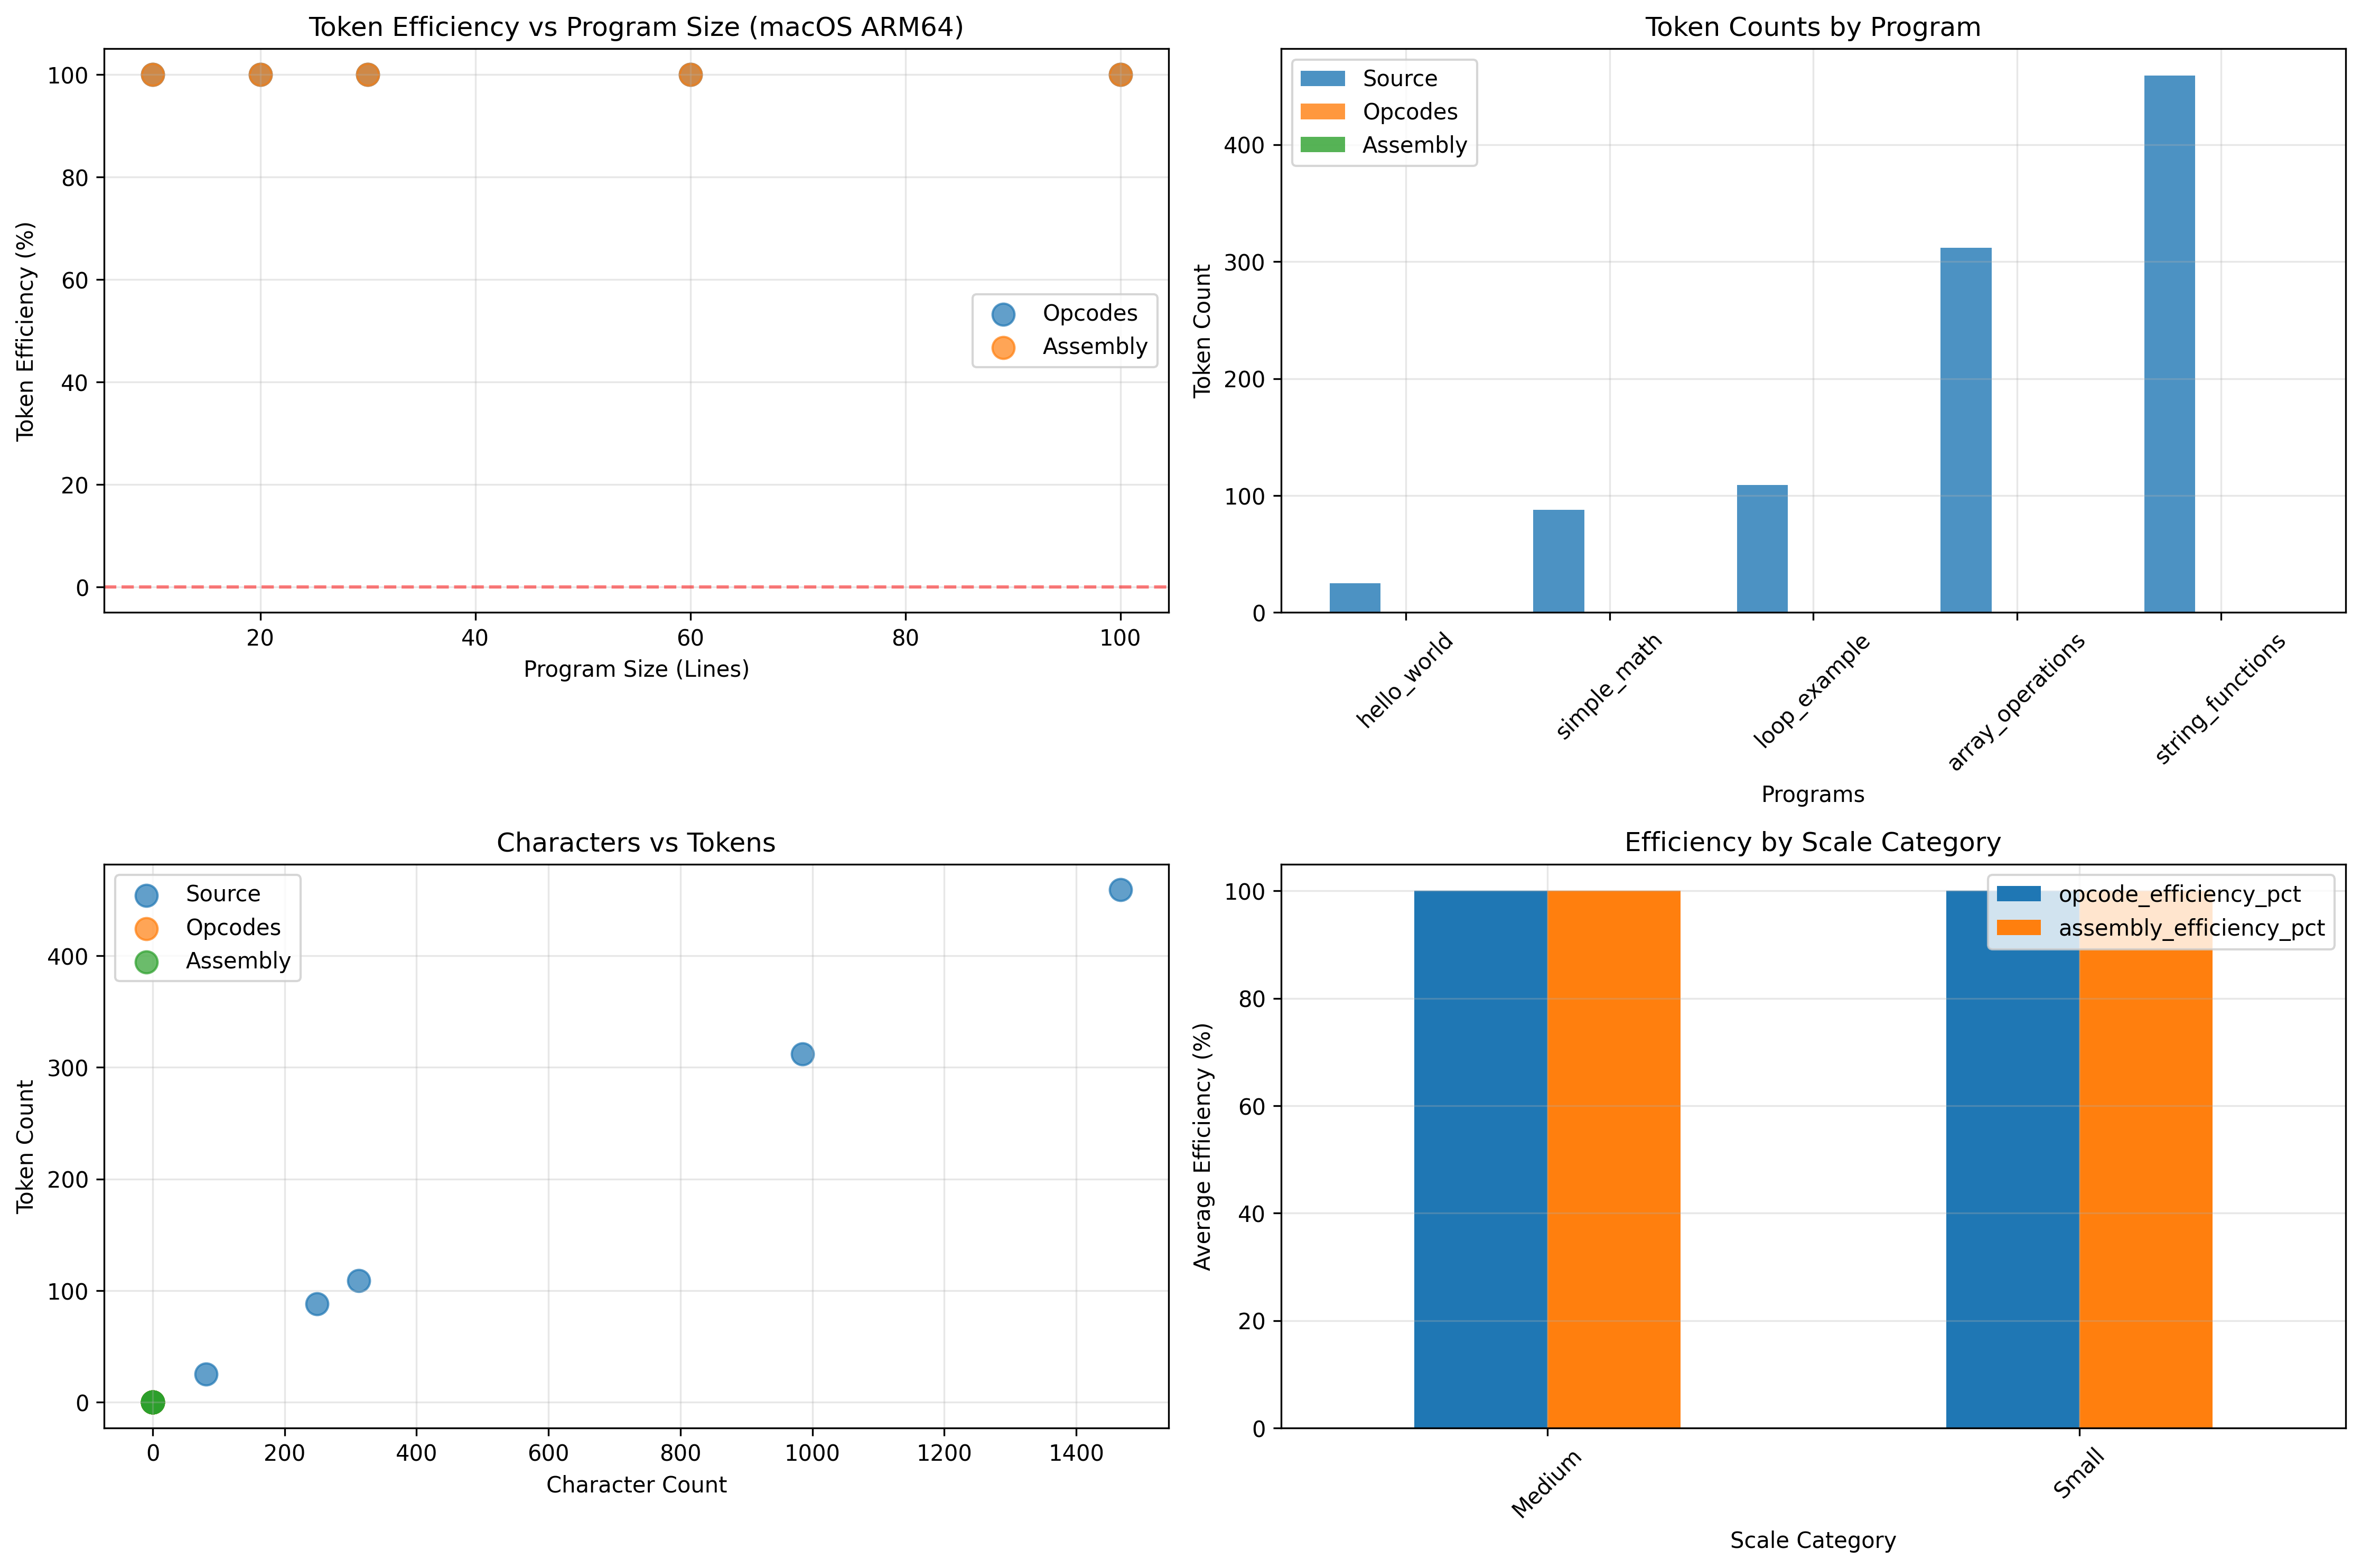 Token Efficiency vs Program Size (macOS ARM64)
Token Efficiency (%)
100
80
60
40
20
0
Opcodes
Assembly
20
40
60
80
100
Program Size (Lines)
Token Counts by Program
Source
Opcodes
Assembly
Token Count
400
300
200
100
0
hello_world
simple_math
loop_example
array_operations
string_functions
Programs
Characters vs Tokens
Source
Opcodes
Assembly
Token Count
400
300
200
100
0
0
200
400
600
800
1000
1200
1400
Character Count
Efficiency by Scale Category
opcode_efficiency_pct
assembly_efficiency_pct
Average Efficiency (%)
100
80
60
40
20
0
Medium
Small
Scale Category